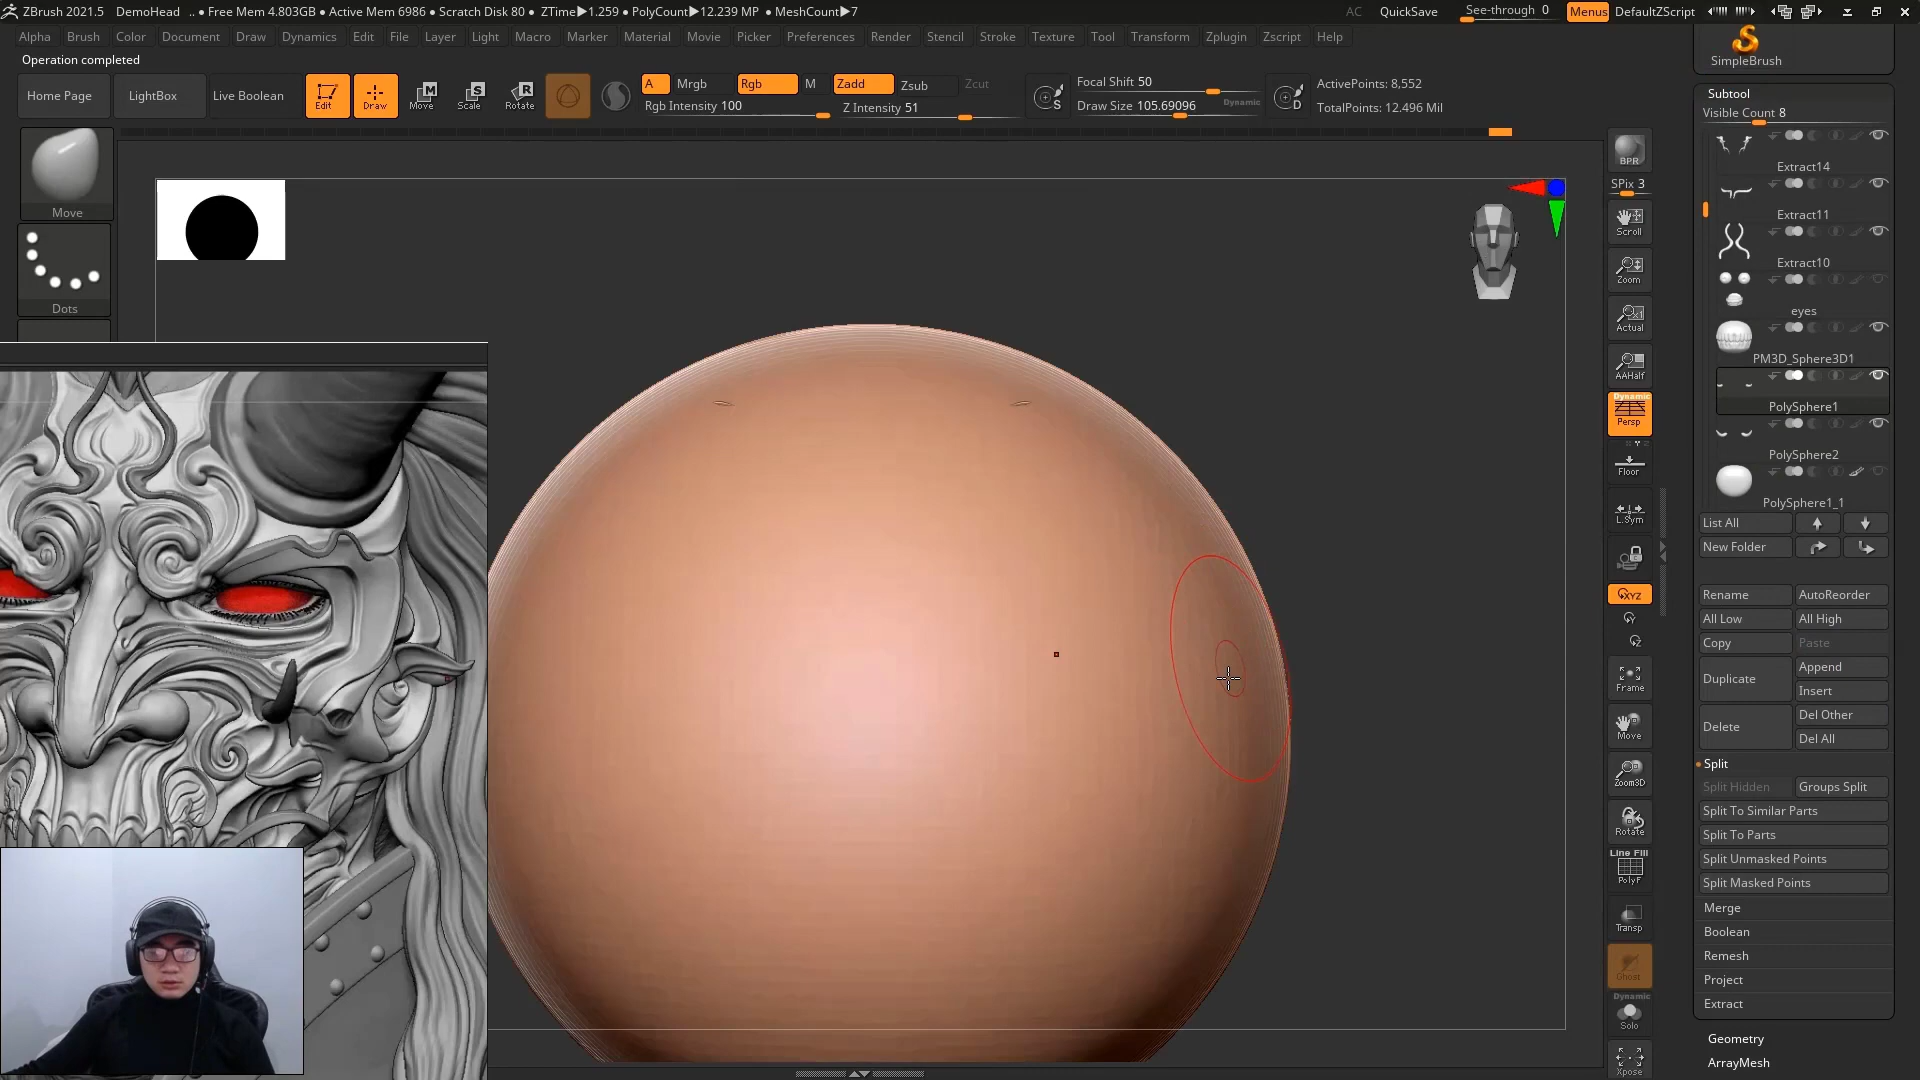 ZBrush 2021.5 DemoHead .. ● Free Mem 4.803GB ● Active Mem 6986 ● Scratch Disk 80 ● ZTime▶1.259 ● PolyCount▶12.239 MP ● MeshCount▶7 AC QuickSave See-through 0 Menus DefaultZScript
Alpha Brush Color Document Draw Dynamics Edit File Layer Light Macro Marker Material Movie Picker Preferences Render Stencil Stroke Texture Tool Transform Zplugin Zscript Help
Operation completed
Home Page LightBox Live Boolean Edit Draw Move Scale Rotate
A Mrgb Rgb M Zadd Zsub Zcut
Rgb Intensity 100 Z Intensity 51
S Focal Shift 50
Draw Size 105.69096 Dynamic
D ActivePoints: 8,552
TotalPoints: 12.496 Mil
Move
Dots
BPR
SPix 3
Scroll
Zoom
Actual
AAHalf
Dynamic
Persp
Floor
L.Sym
XYZ
Frame
Move
Zoom3D
Rotate
Line Fill
PolyF
Transp
Ghost
Dynamic
Solo
Xpose
SimpleBrush
Subtool
Visible Count 8
Extract14
Extract11
Extract10
eyes
PM3D_Sphere3D1
PolySphere1
PolySphere2
PolySphere1_1
List All
New Folder
Rename AutoReorder
All Low All High
Copy Paste
Duplicate Append
Insert
Delete Del Other
Del All
Split
Split Hidden Groups Split
Split To Similar Parts
Split To Parts
Split Unmasked Points
Split Masked Points
Merge
Boolean
Remesh
Project
Extract
Geometry
ArrayMesh